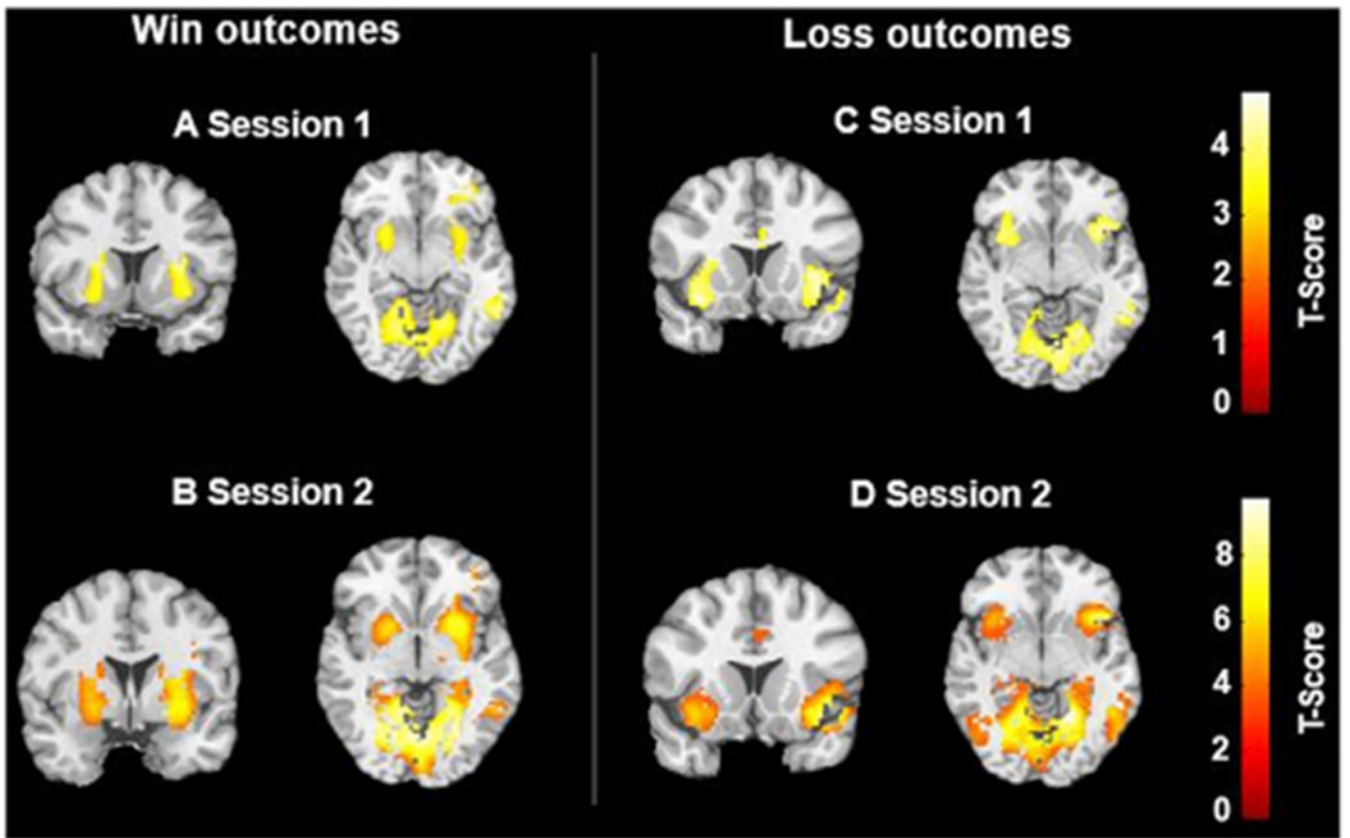 Win outcomes
Loss outcomes
A Session 1
C Session 1
4
3
2
1
0
T-Score
B Session 2
D Session 2
8
6
4
2
0
T-Score